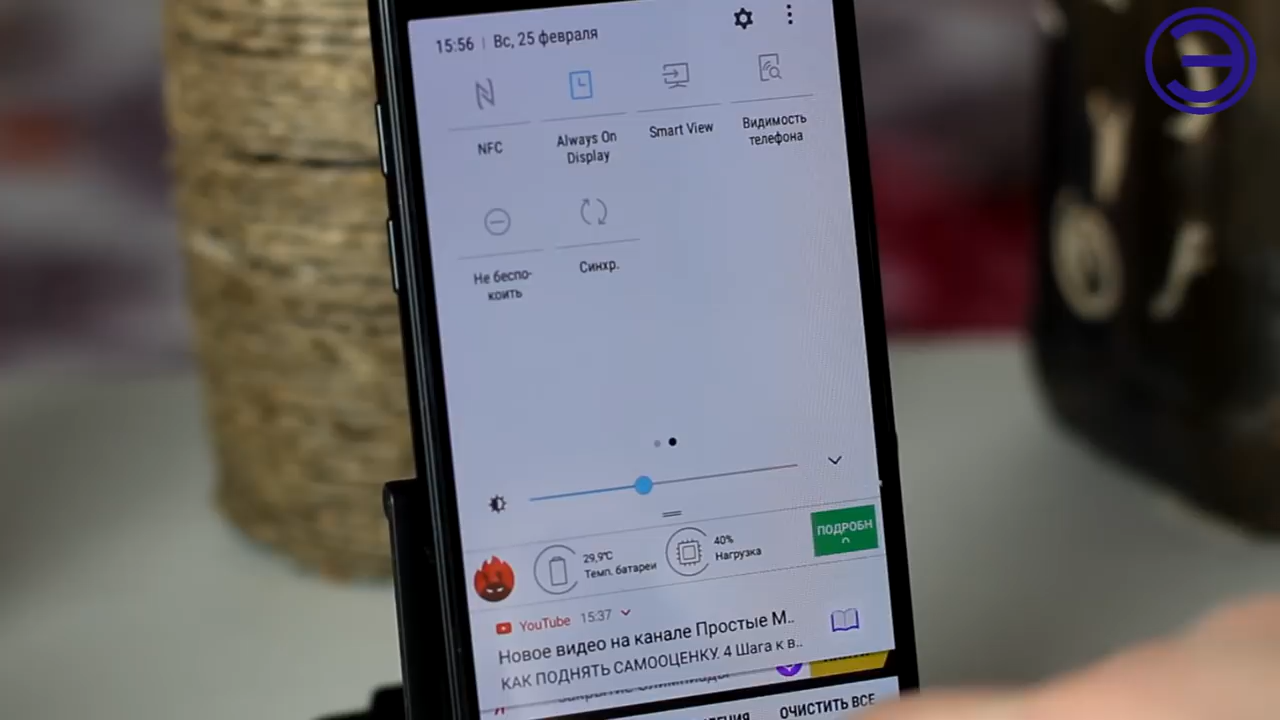 15:56 | Вс, 25 февраля
NFC
Always On
Display
Smart View
Видимость
телефона
Не беспо-
коить
Синхр.
29,9℃
Темп. батареи
40%
Нагрузка
ПОДРОБН
О
YouTube 15:37
Новое видео на канале Простые М..
КАК ПОДНЯТЬ САМООЦЕНКУ. 4 Шага к в..
ОЧИСТИТЬ ВСЕ
Э